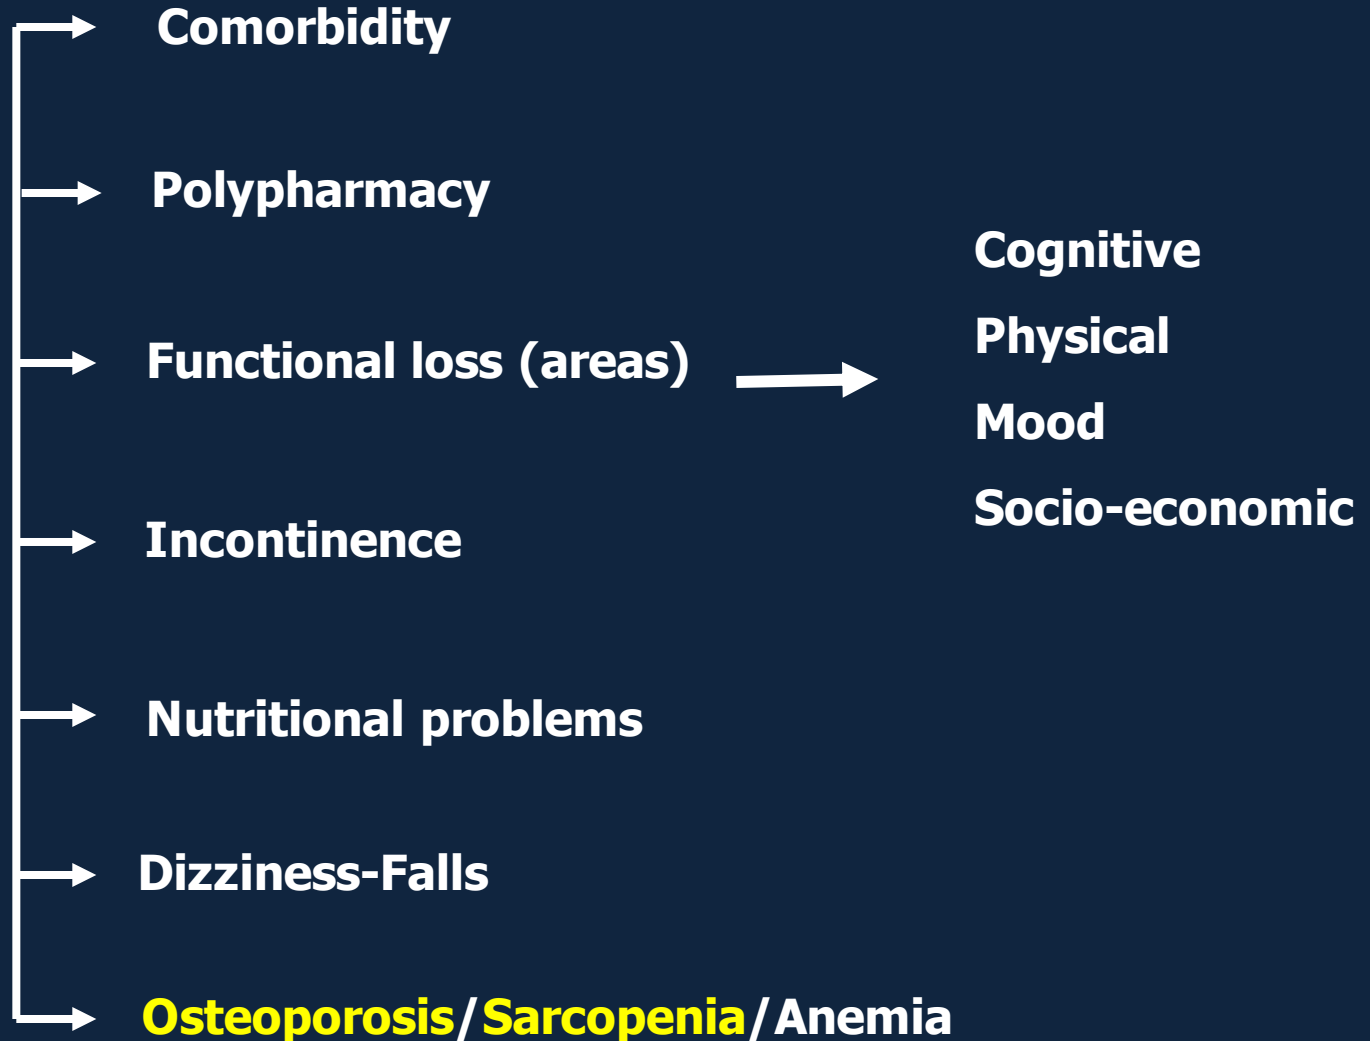 Comorbidity
Polypharmacy
Functional loss (areas)
Cognitive
Physical
Mood
Socio-economic
Incontinence
Nutritional problems
Dizziness-Falls
Osteoporosis/Sarcopenia/Anemia